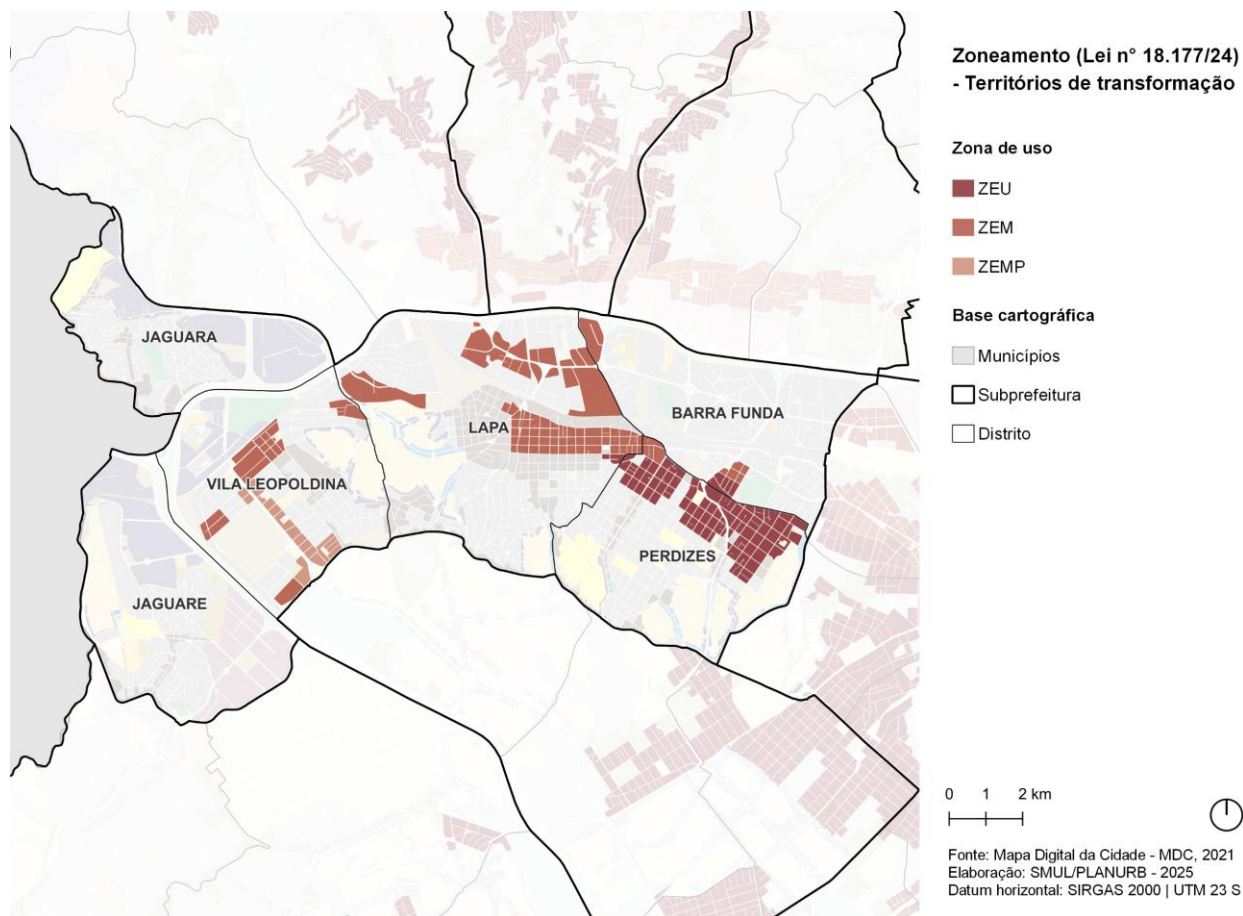 Zoneamento (Lei n° 18.177/24)
- Territórios de transformação
Zona de uso
ZEU
ZEM
ZEMP
Base cartográfica
Municípios
Subprefeitura
Distrito
JAGUARA
LAPA
BARRA FUNDA
VILA LEOPOLDINA
PERDIZES
JAGUARE
0 1 2 km
Fonte: Mapa Digital da Cidade - MDC, 2021
Elaboração: SMUL/PLANURB - 2025
Datum horizontal: SIRGAS 2000 | UTM 23 S